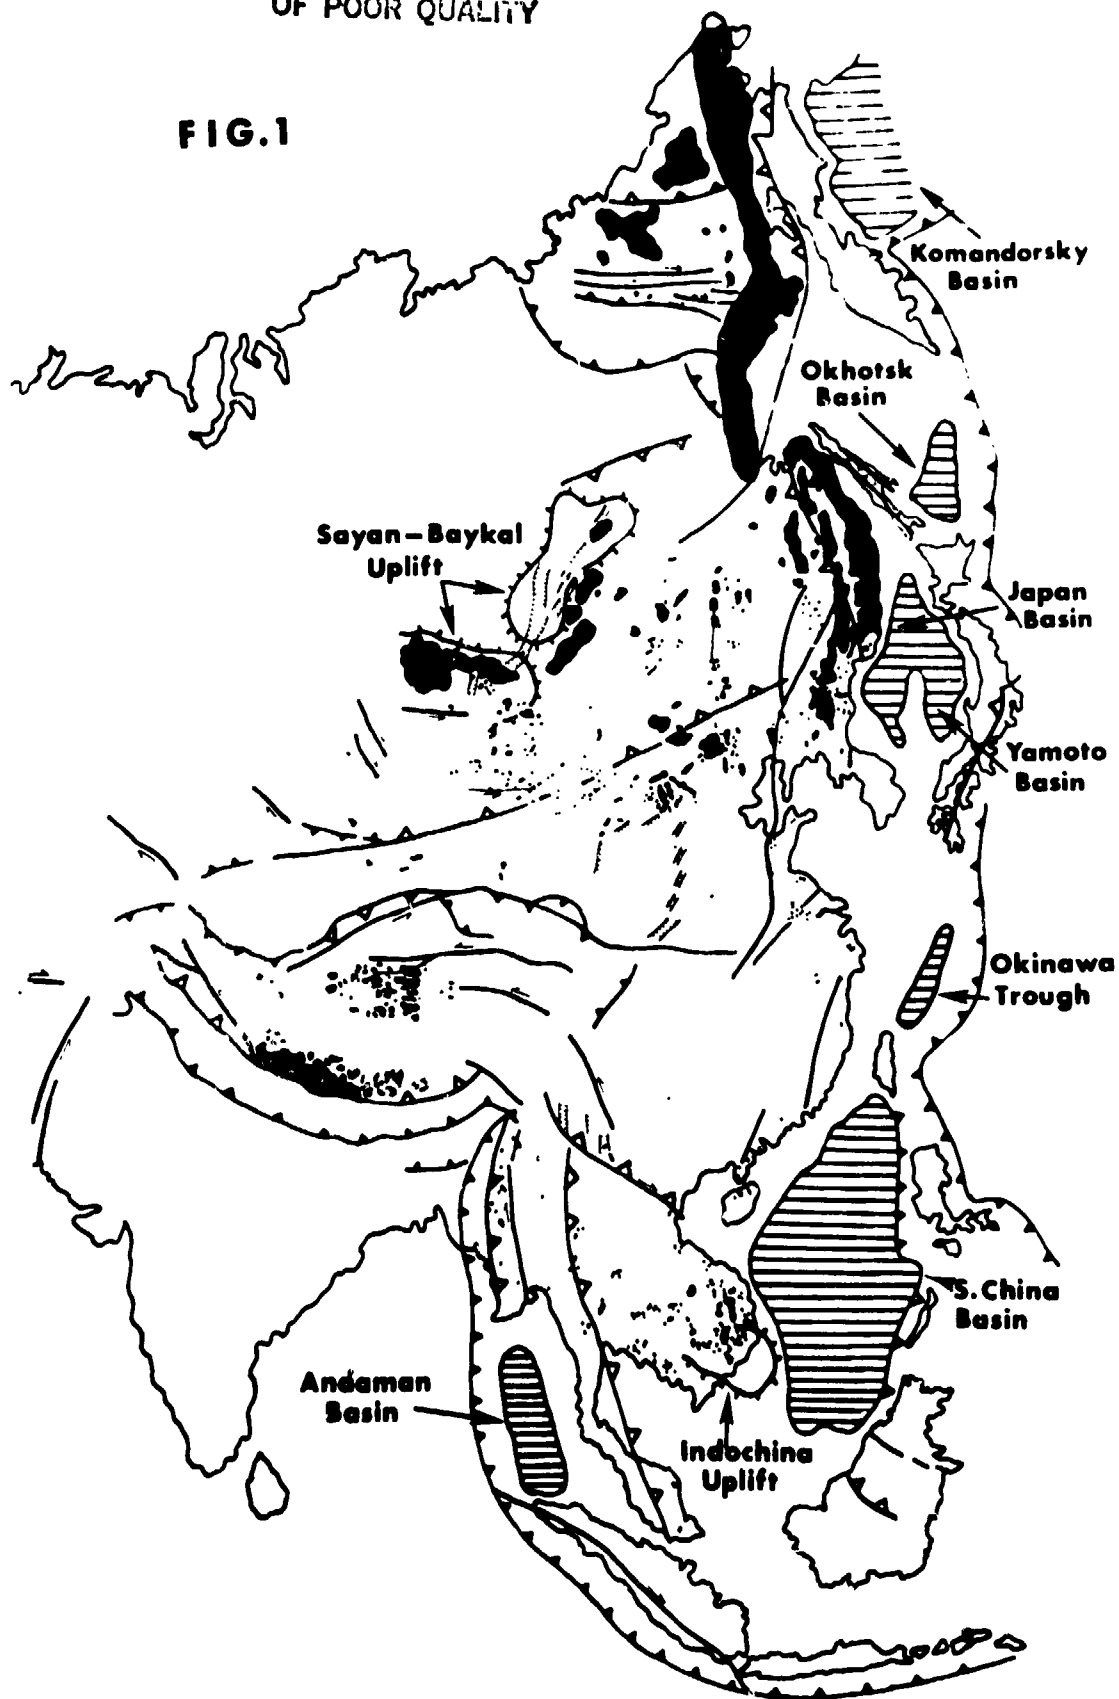 OF POOR QUALITY
FIG.1
Komandorsky
Basin
Okhotsk
Basin
Sayan-Baykal
Uplift
Japan
Basin
Yamoto
Basin
Okinawa
Trough
S.China
Basin
Andaman
Basin
Indochina
Uplift